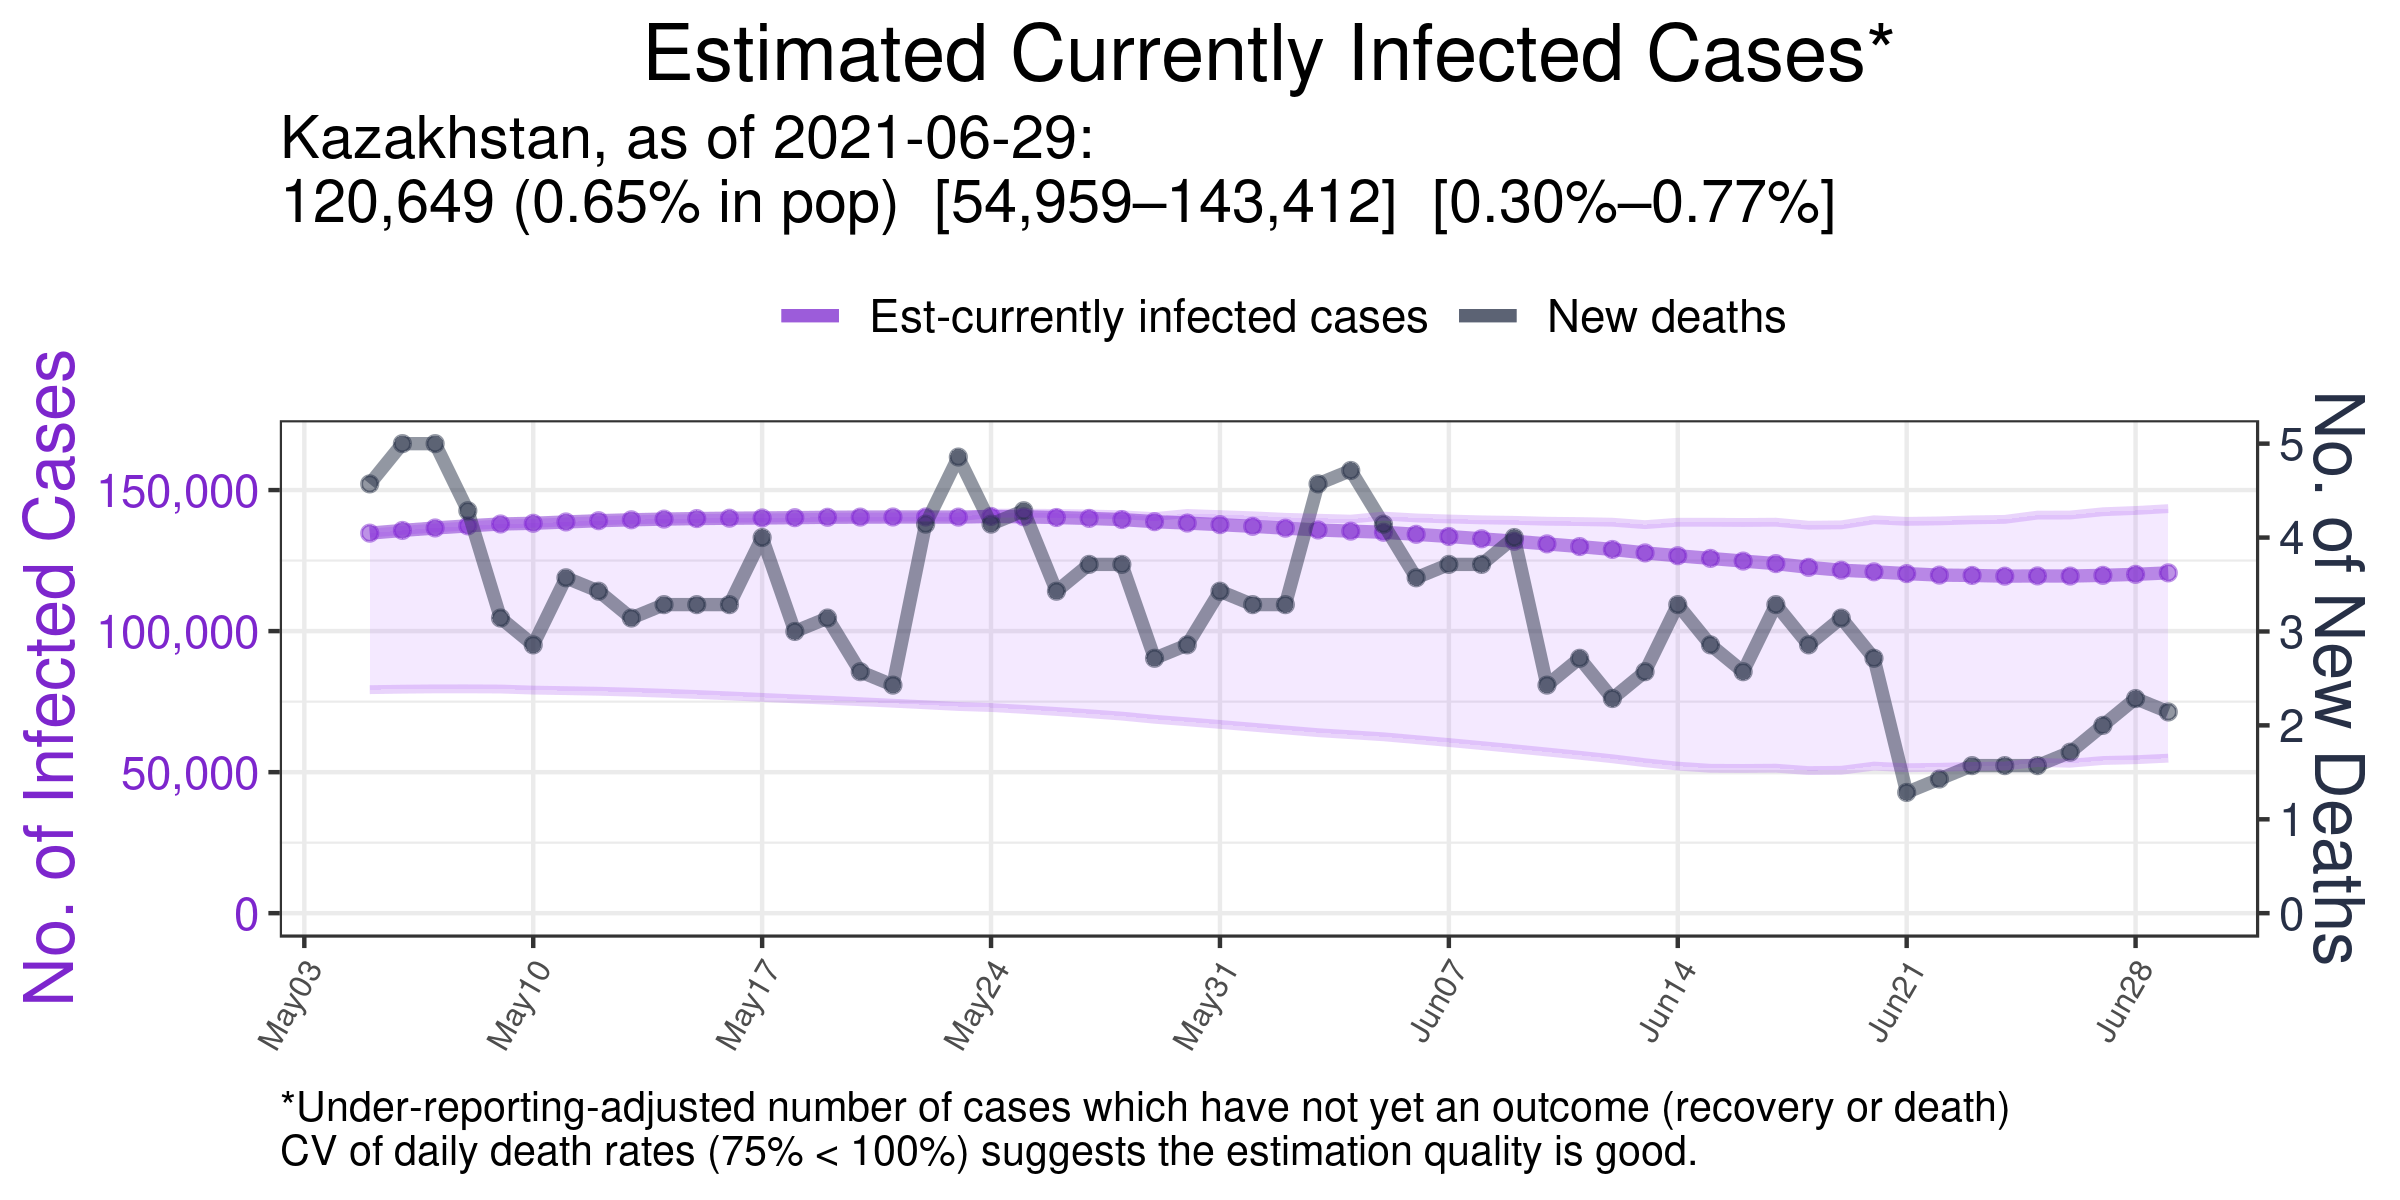 Estimated Currently Infected Cases*
Kazakhstan, as of 2021-06-29:
120,649 (0.65% in pop)  [54,959–143,412]  [0.30%–0.77%]
Est-currently infected cases
New deaths
No. of Infected Cases
150,000
100,000
50,000
0
5
4
3
2
1
0
No. of New Deaths
May03
May10
May17
May24
May31
Jun07
Jun14
Jun21
Jun28
*Under-reporting-adjusted number of cases which have not yet an outcome (recovery or death)
CV of daily death rates (75% < 100%) suggests the estimation quality is good.